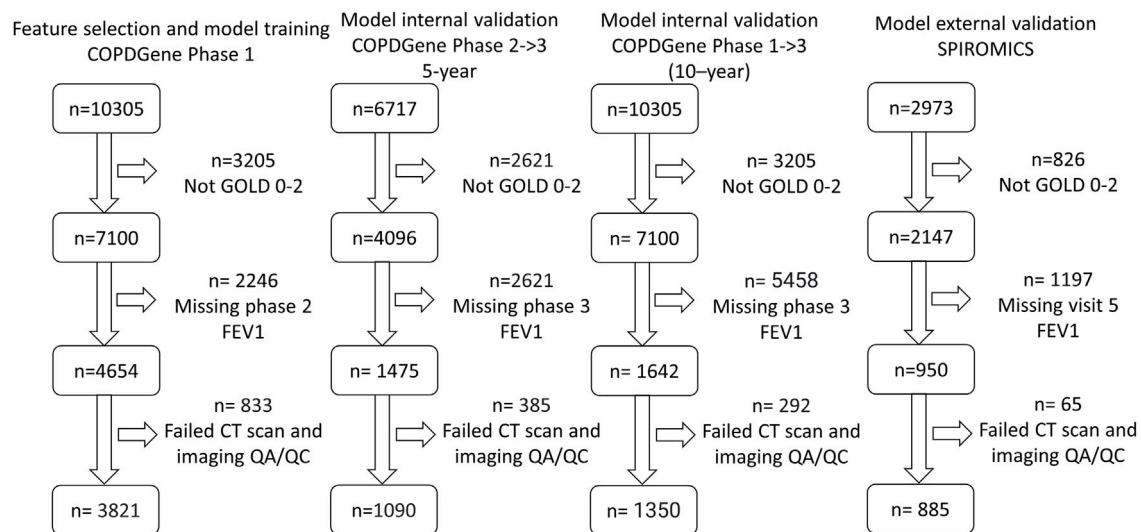 Feature selection and model training
COPDGene Phase 1
n=10305
n=3205
Not GOLD 0-2
n=7100
n= 2246
Missing phase 2
FEV1
n=4654
n= 833
Failed CT scan and
imaging QA/QC
n= 3821
Model internal validation
COPDGene Phase 2->3
5-year
n=6717
n=2621
Not GOLD 0-2
n=4096
n=2621
Missing phase 3
FEV1
n= 1475
n= 385
Failed CT scan and
imaging QA/QC
n=1090
Model internal validation
COPDGene Phase 1->3
(10–year)
n=10305
n= 3205
Not GOLD 0-2
n= 7100
n= 5458
Missing phase 3
FEV1
n= 1642
n= 292
Failed CT scan and
imaging QA/QC
n= 1350
Model external validation
SPIROMICS
n=2973
n=826
Not GOLD 0-2
n=2147
n= 1197
Missing visit 5
FEV1
n=950
n= 65
Failed CT scan and
imaging QA/QC
n= 885